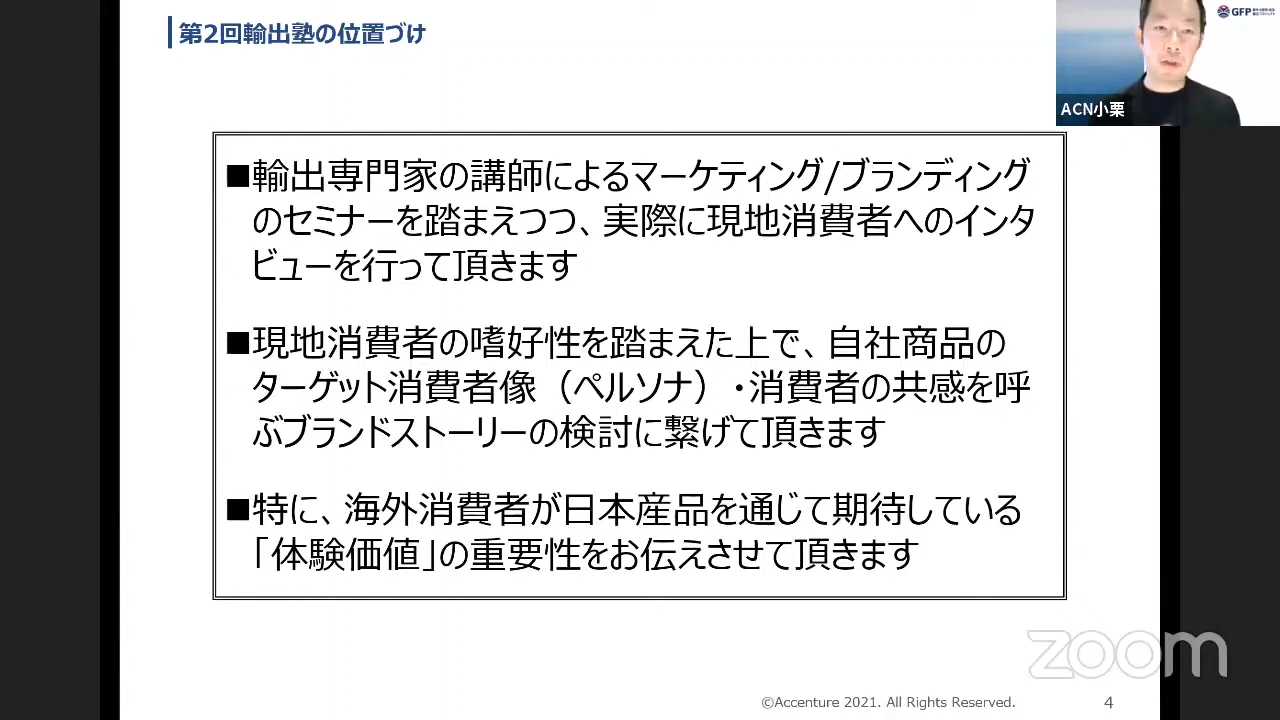 第2回輸出塾の位置づけ
GFP
ACN小栗
■輸出専門家の講師によるマーケティング/ブランディング
のセミナーを踏まえつつ、実際に現地消費者へのインタ
ビューを行って頂きます
■現地消費者の嗜好性を踏まえた上で、自社商品の
ターゲット消費者像（ペルソナ）・消費者の共感を呼
ぶブランドストーリーの検討に繋げて頂きます
■特に、海外消費者が日本産品を通じて期待している
「体験価値」の重要性をお伝えさせて頂きます
zoom
©Accenture 2021. All Rights Reserved.
4